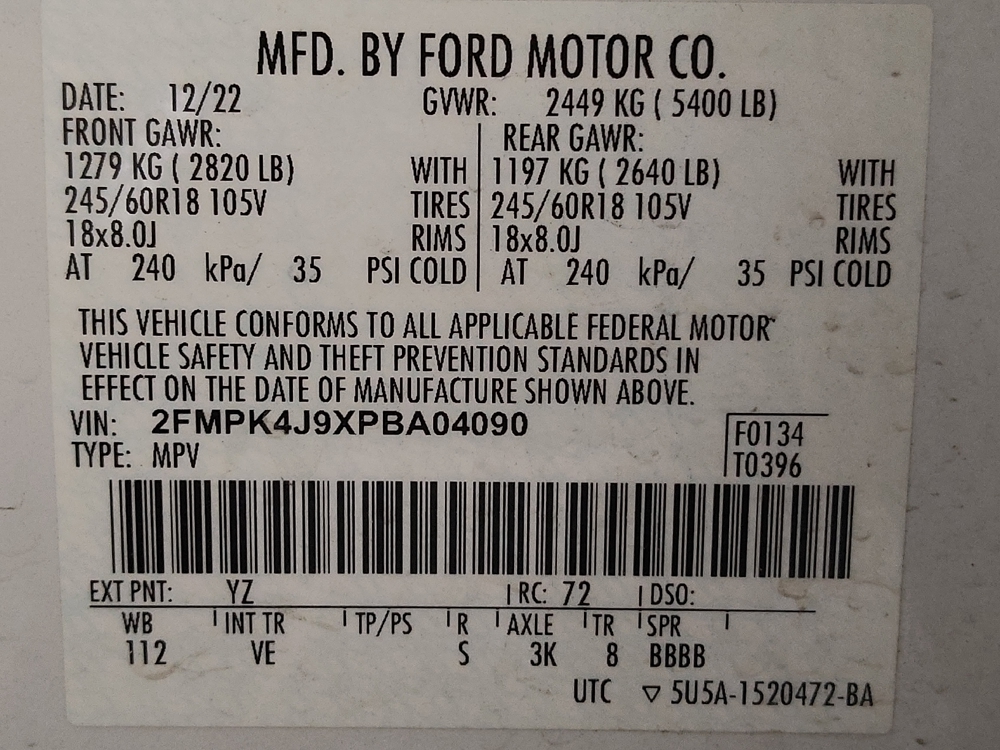 MFD. BY FORD MOTOR CO.
DATE: 12/22 GVWR: 2449 KG ( 5400 LB)
FRONT GAWR: REAR GAWR:
1279 KG ( 2820 LB) WITH 1197 KG ( 2640 LB) WITH
245/60R18 105V TIRES 245/60R18 105V TIRES
18x8.0J RIMS 18x8.0J RIMS
AT 240 kPa/ 35 PSI COLD AT 240 kPa/ 35 PSI COLD
THIS VEHICLE CONFORMS TO ALL APPLICABLE FEDERAL MOTOR
VEHICLE SAFETY AND THEFT PREVENTION STANDARDS IN
EFFECT ON THE DATE OF MANUFACTURE SHOWN ABOVE.
VIN: 2FMPK4J9XPBA04090
F0134
TYPE: MPV T0396
EXT PNT: YZ RC: 72 DSO:
WB INT TR TP/PS R AXLE TR SPR
112 VE S 3K 8 BBBB
UTC ▽ 5U5A-1520472-BA